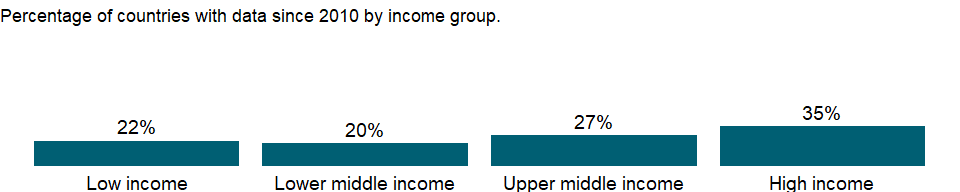 Percentage of countries with data since 2010 by income group.
35%
27%
22%
20%
Low income Lower middle income Upper middle income High income